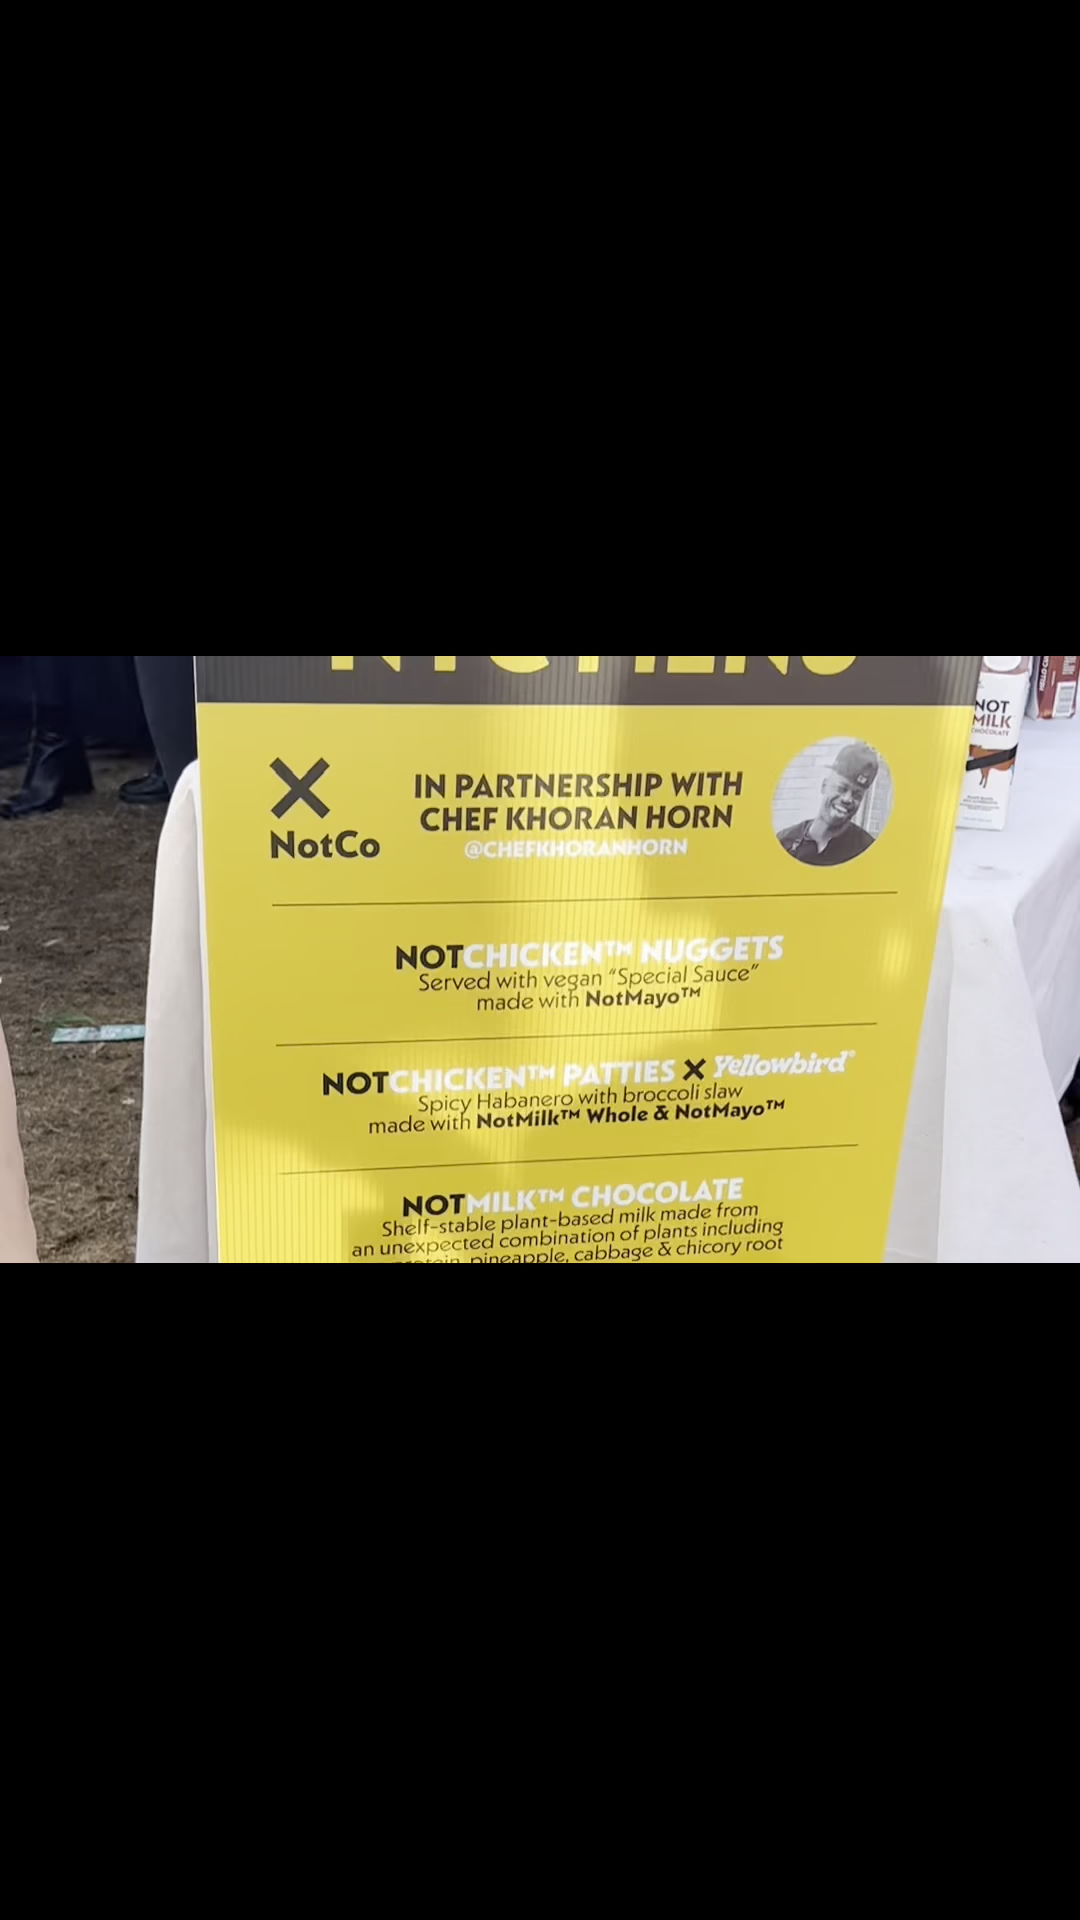 NotCo
IN PARTNERSHIP WITH
CHEF KHORAN HORN
@CHEFKHORANHORN
NOTCHICKEN™ NUGGETS
Served with vegan “Special Sauce”
made with NotMayo™
NOTCHICKEN™ PATTIES X Yellowbird®
Spicy Habanero with broccoli slaw
made with NotMilk™ Whole & NotMayo™
NOTMILK™ CHOCOLATE
Shelf-stable plant-based milk made from
an unexpected combination of plants including
pineapple, cabbage & chicory root
NOT
MILK
CHOCOLATE